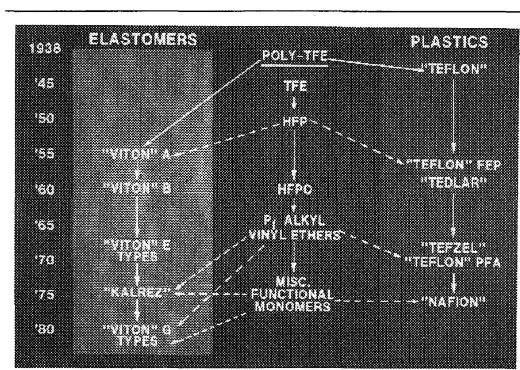 ELASTOMERS
PLASTICS
1938
POLY-TFE
"TEFLON"
'45
TFE
'50
HFP
'55
"VITON" A
"TEFLON" FEP
"TEDLAR"
'60
"VITON" B
HFPO
'65
ALKYL
VINYL ETHERS
"VITON" E
TYPES
"TEFZEL"
"TEFLON" PFA
'70
MISC.
FUNCTIONAL
MONOMERS
'75
"KALREZ"
"NAFION"
'80
"VITON" G
TYPES